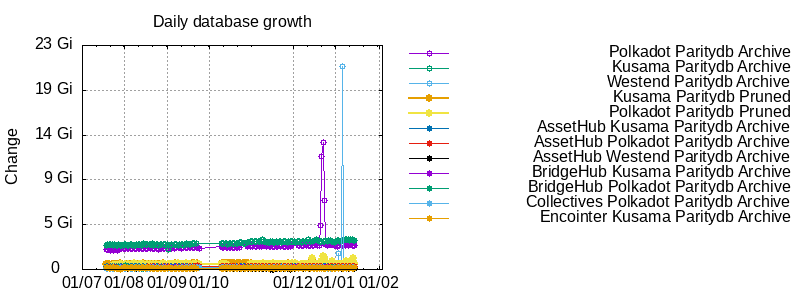 Daily database growth
23 Gi
19 Gi
14 Gi
9 Gi
5 Gi
0
Change
01/07 01/08 01/09 01/10 01/12 01/01 01/02
Polkadot Paritydb Archive
Kusama Paritydb Archive
Westend Paritydb Archive
Kusama Paritydb Pruned
Polkadot Paritydb Pruned
AssetHub Kusama Paritydb Archive
AssetHub Polkadot Paritydb Archive
AssetHub Westend Paritydb Archive
BridgeHub Kusama Paritydb Archive
BridgeHub Polkadot Paritydb Archive
Collectives Polkadot Paritydb Archive
Encointer Kusama Paritydb Archive